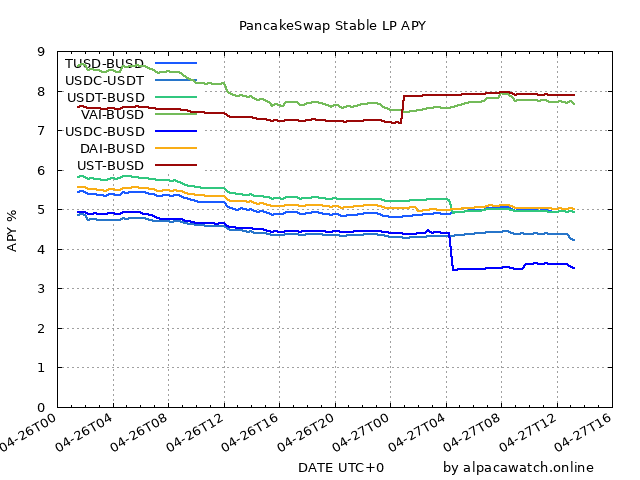 PancakeSwap Stable LP APY
9
8
7
6
5
4
3
2
1
0
APY %
TUSD-BUSD
USDC-USDT
USDT-BUSD
VAI-BUSD
USDC-BUSD
DAI-BUSD
UST-BUSD
04-26T00
04-26T04
04-26T08
04-26T12
04-26T16
04-26T20
04-27T00
04-27T04
04-27T08
04-27T12
04-27T16
DATE UTC+0
by alpacawatch.online